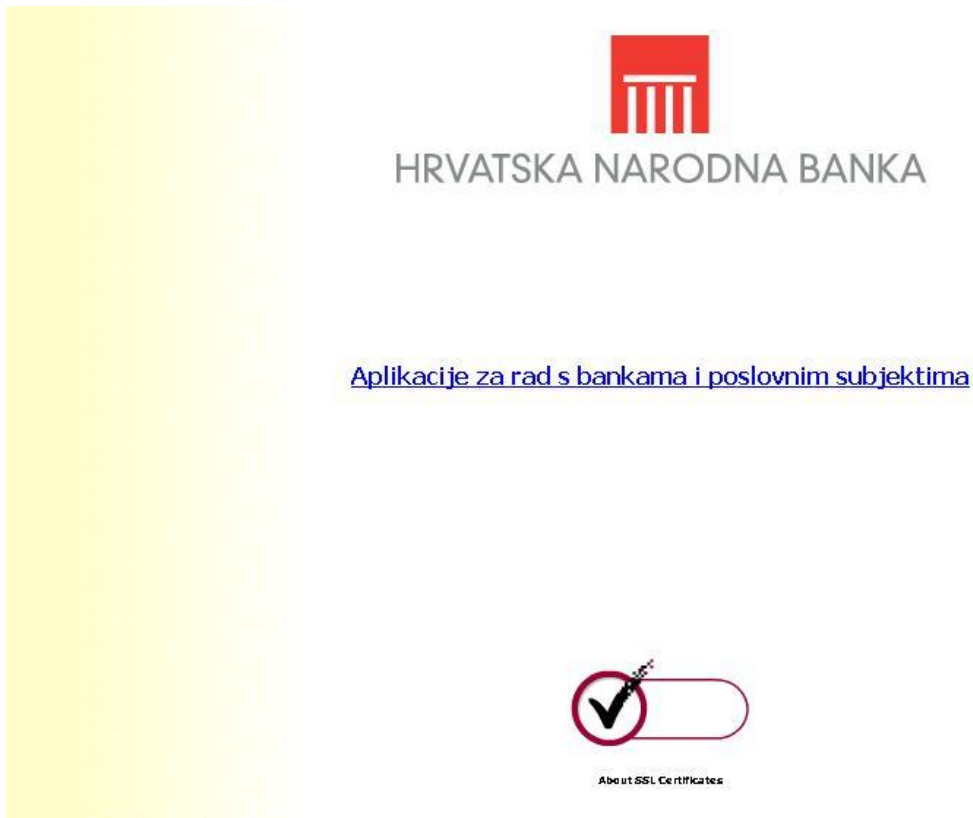 HRVATSKA NARODNA BANKA
Aplikacije za rad s bankama i poslovnim subjektima
About SSL Certificates